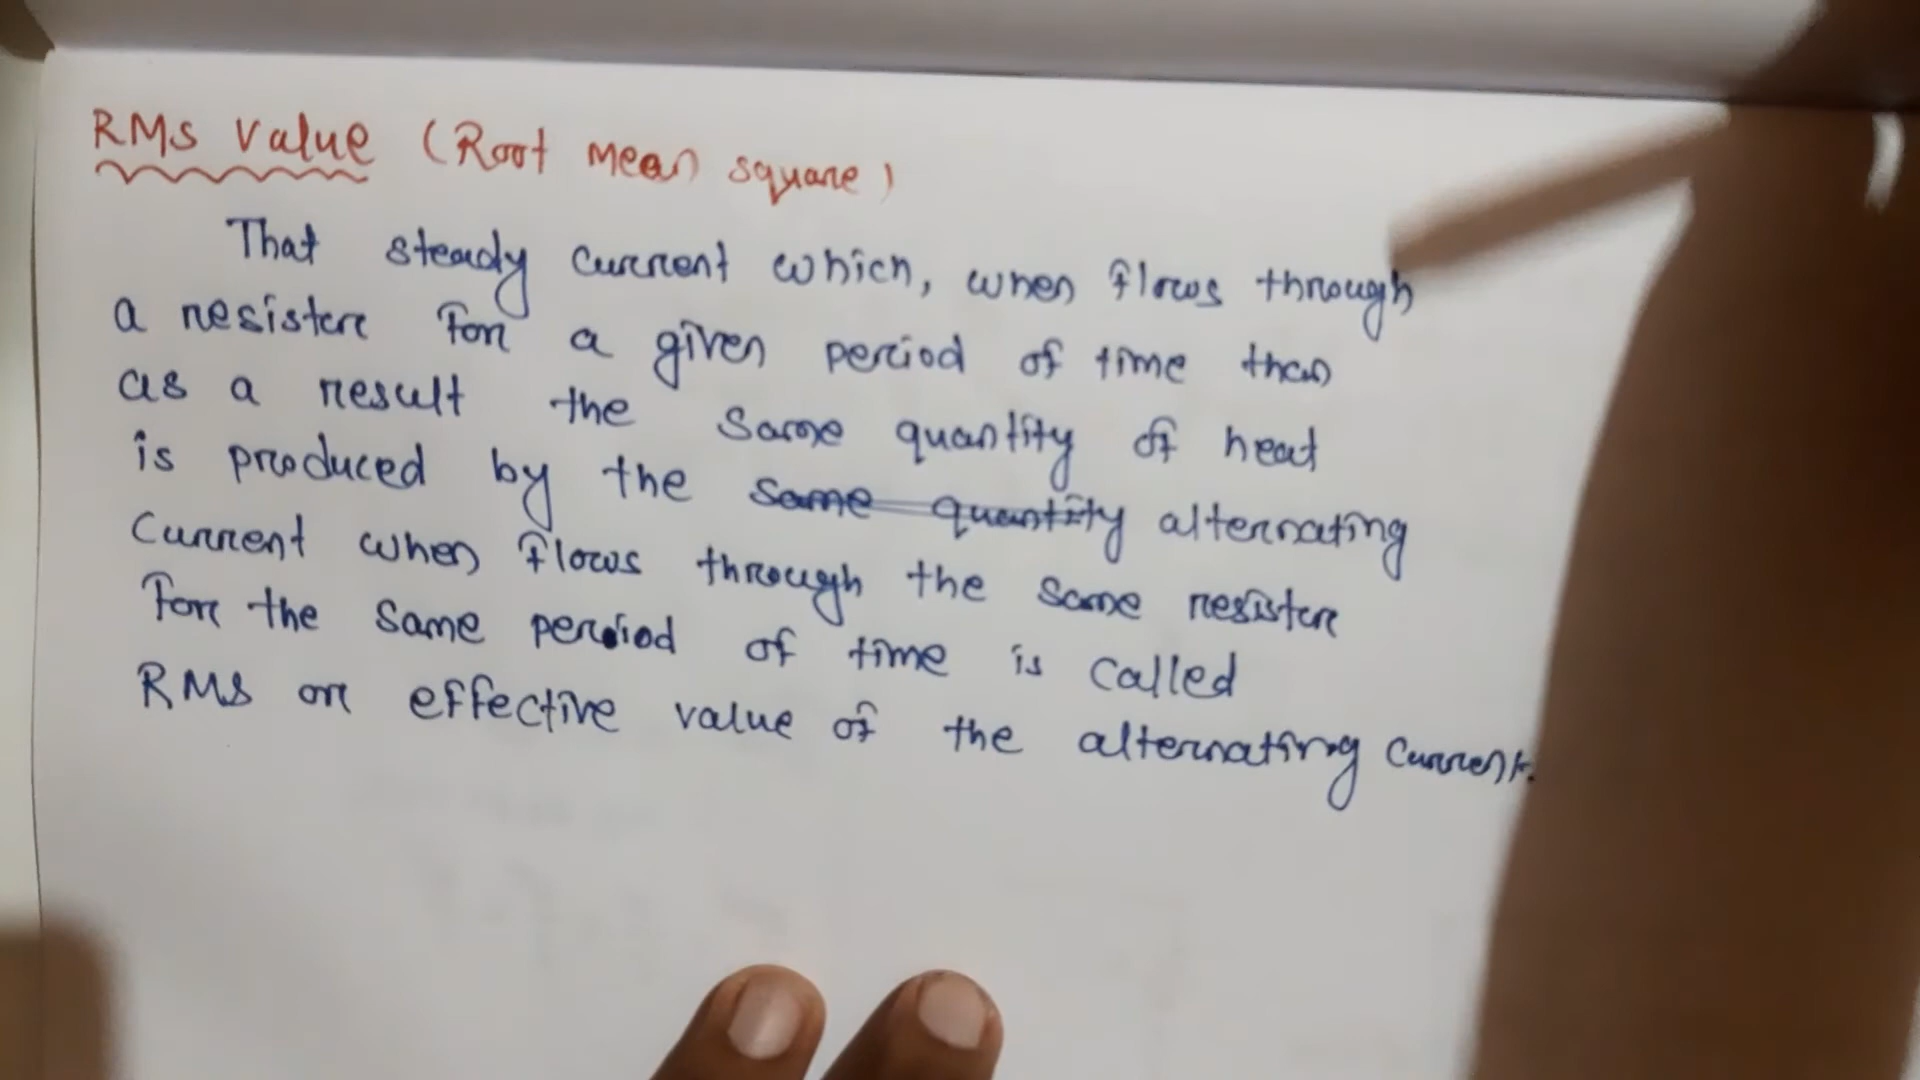 RMS Value (Root Mean Square)
That steady current which, when flows through
a resister for a given period of time than
as a result the same quantity of heat
is produced by the same quantity alternating
current when flows through the same resister
for the same period of time is called
RMS or effective value of the alternating current.